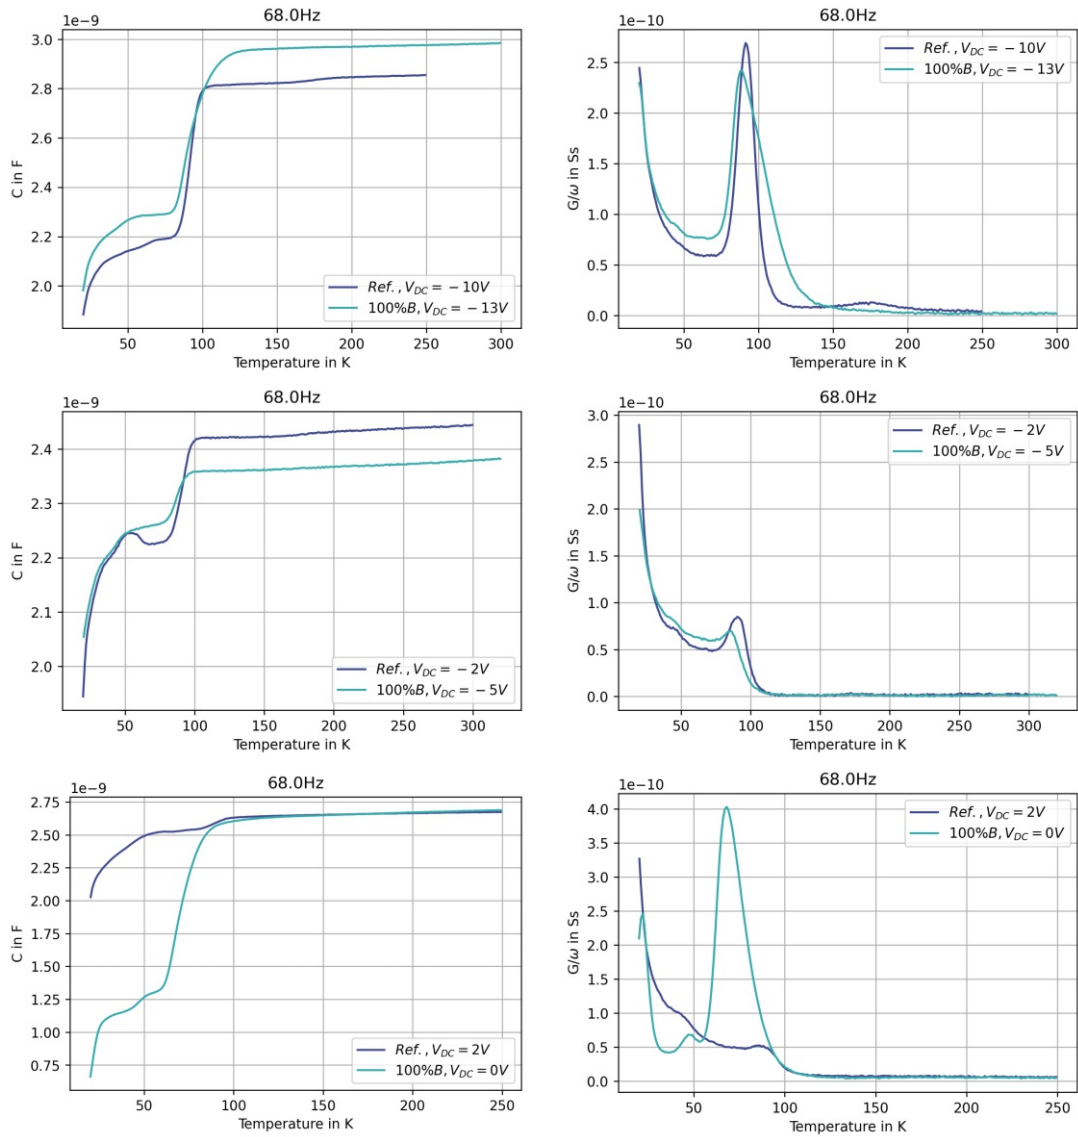 68.0Hz
1e−9
C in F
3.0
2.8
2.6
2.4
2.2
2.0
50 100 150 200 250 300
Temperature in K
Ref., V_DC = − 10V
100%B, V_DC = − 13V
68.0Hz
1e−10
G/ω in Ss
2.5
2.0
1.5
1.0
0.5
0.0
50 100 150 200 250 300
Temperature in K
Ref., V_DC = − 10V
100%B, V_DC = − 13V
68.0Hz
1e−9
C in F
2.4
2.3
2.2
2.1
2.0
50 100 150 200 250 300
Temperature in K
Ref., V_DC = − 2V
100%B, V_DC = − 5V
68.0Hz
1e−10
G/ω in Ss
3.0
2.5
2.0
1.5
1.0
0.5
0.0
50 100 150 200 250 300
Temperature in K
Ref., V_DC = − 2V
100%B, V_DC = − 5V
68.0Hz
1e−9
C in F
2.75
2.50
2.25
2.00
1.75
1.50
1.25
1.00
0.75
50 100 150 200 250
Temperature in K
Ref., V_DC = 2V
100%B, V_DC = 0V
68.0Hz
1e−10
G/ω in Ss
4.0
3.5
3.0
2.5
2.0
1.5
1.0
0.5
0.0
50 100 150 200 250
Temperature in K
Ref., V_DC = 2V
100%B, V_DC = 0V